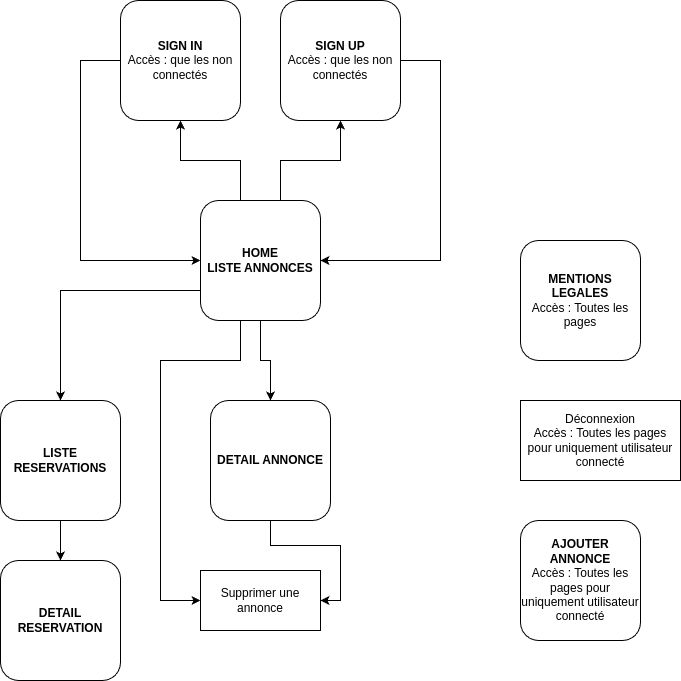 SIGN IN
Accès : que les non
connectés
SIGN UP
Accès : que les non
connectés
HOME
LISTE ANNONCES
MENTIONS
LEGALES
Accès : Toutes les
pages
LISTE
RESERVATIONS
DETAIL ANNONCE
Déconnexion
Accès : Toutes les pages
pour uniquement utilisateur
connecté
DETAIL
RESERVATION
Supprimer une
annonce
AJOUTER
ANNONCE
Accès : Toutes les
pages pour
uniquement utilisateur
connecté